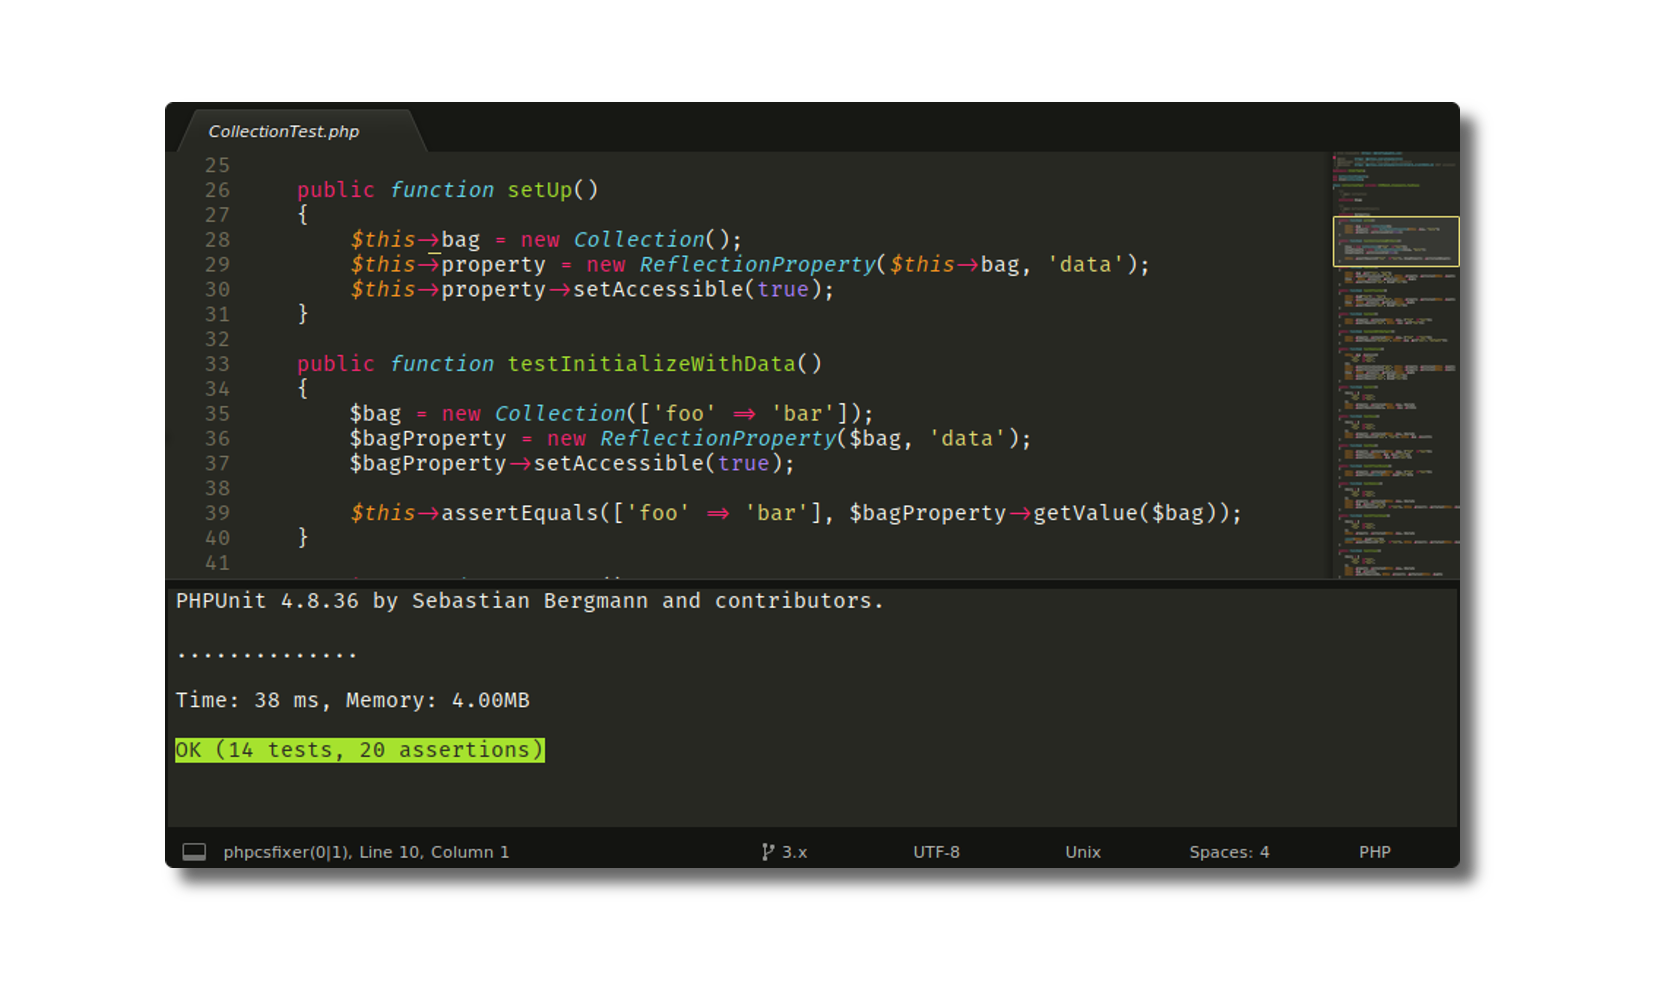 CollectionTest.php
25
26 public function setUp()
27 {
28 $this->bag = new Collection();
29 $this->property = new ReflectionProperty($this->bag, 'data');
30 $this->property->setAccessible(true);
31 }
32
33 public function testInitializeWithData()
34 {
35 $bag = new Collection(['foo' => 'bar']);
36 $bagProperty = new ReflectionProperty($bag, 'data');
37 $bagProperty->setAccessible(true);
38
39 $this->assertEquals(['foo' => 'bar'], $bagProperty->getValue($bag));
40 }
41
PHPUnit 4.8.36 by Sebastian Bergmann and contributors.
..............
Time: 38 ms, Memory: 4.00MB
OK (14 tests, 20 assertions)
phpcsfixer(0|1), Line 10, Column 1 3.x UTF-8 Unix Spaces: 4 PHP